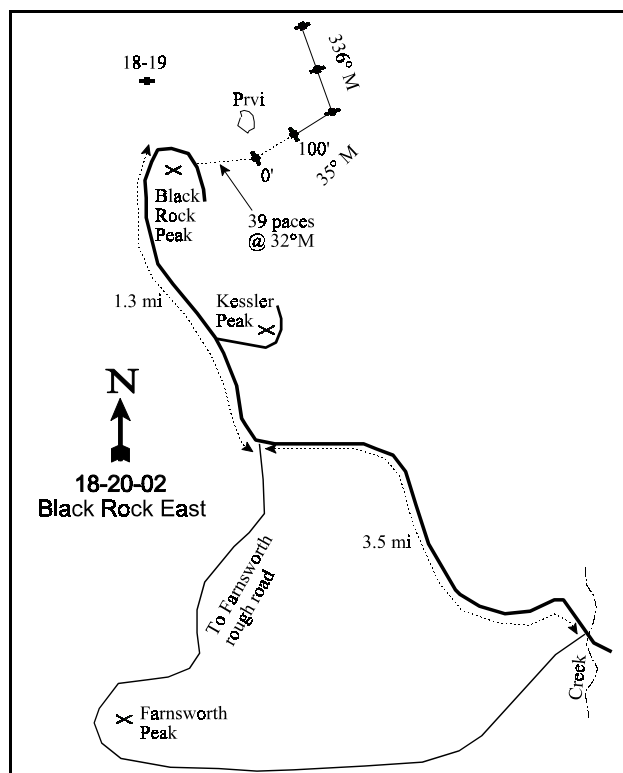 336° M
18-19
Prvi
100'
35° M
0'
Black
Rock
Peak
39 paces
@ 32°M
1.3 mi
Kessler
Peak
N
18-20-02
Black Rock East
3.5 mi
To Farnsworth
rough road
Creek
Farnsworth
Peak